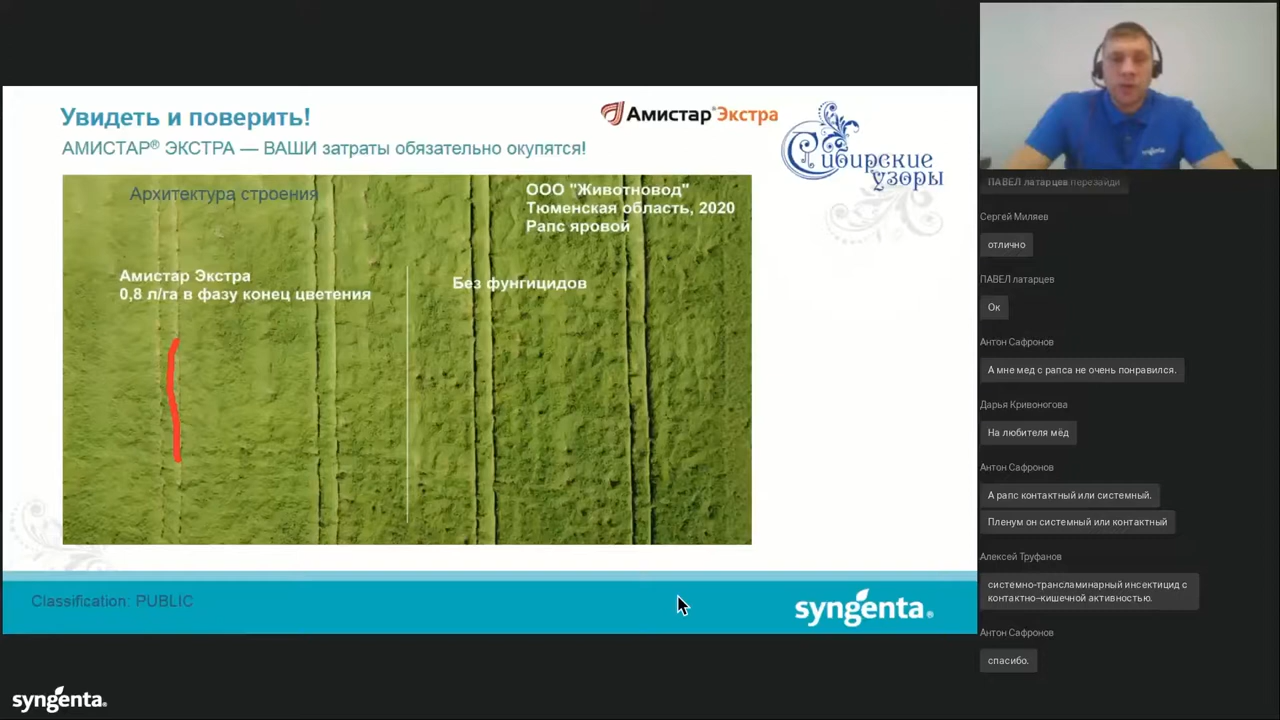 Увидеть и поверить!
АМИСТАР® ЭКСТРА — ВАШИ затраты обязательно окупятся!
Амистар®Экстра
Сибирские
узоры
Архитектура строения
ООО "Животновод"
Тюменская область, 2020
Рапс яровой
Амистар Экстра
0,8 л/га в фазу конец цветения
Без фунгицидов
Classification: PUBLIC
syngenta®
syngenta®
syngenta
ПАВЕЛ латарцев перезайди
Сергей Миляев
отлично
ПАВЕЛ латарцев
Ок
Антон Сафронов
А мне мед с рапса не очень понравился.
Дарья Кривоногова
На любителя мёд
Антон Сафронов
А рапс контактный или системный.
Пленум он системный или контактный
Алексей Труфанов
системно-трансламинарный инсектицид с
контактно-кишечной активностью.
Антон Сафронов
спасибо.